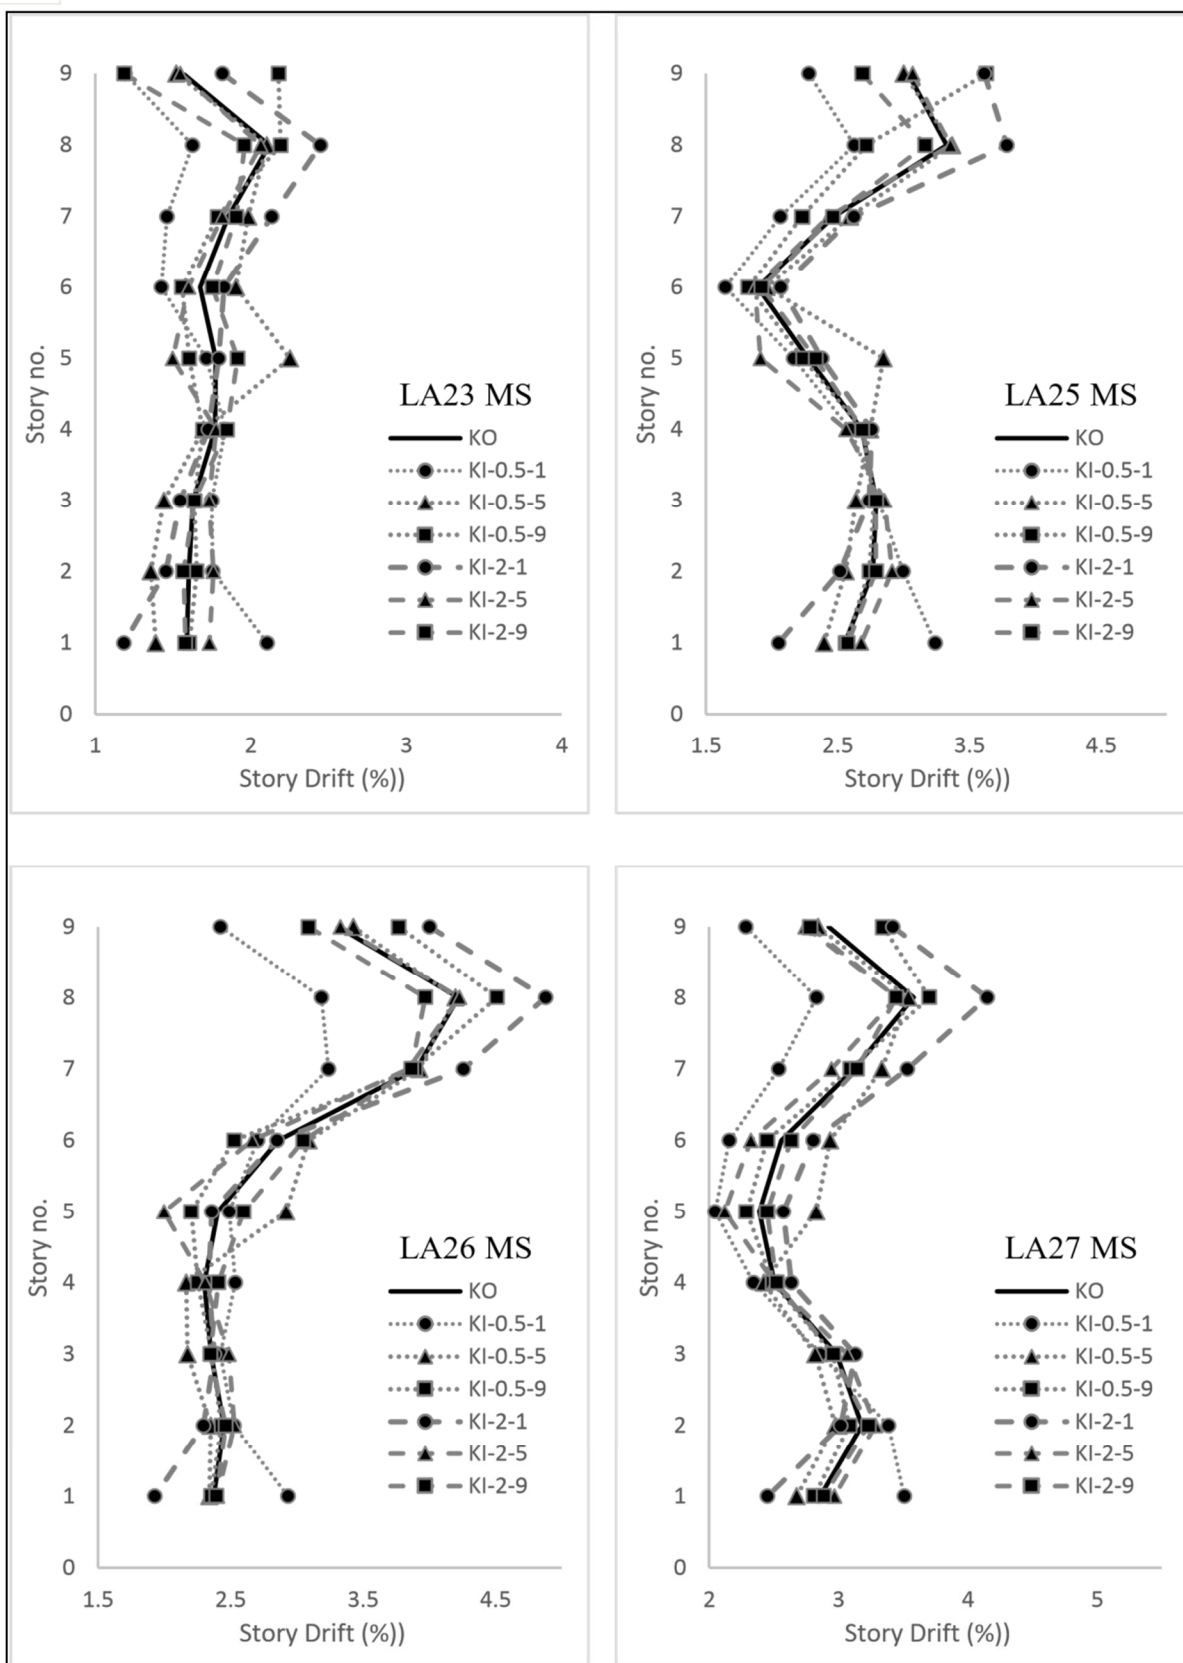 9
8
7
6
5
4
3
2
1
0
Story no.
LA23 MS
KO
KI-0.5-1
KI-0.5-5
KI-0.5-9
KI-2-1
KI-2-5
KI-2-9
1 2 3 4
Story Drift (%))
9
8
7
6
5
4
3
2
1
0
Story no.
LA25 MS
KO
KI-0.5-1
KI-0.5-5
KI-0.5-9
KI-2-1
KI-2-5
KI-2-9
1.5 2.5 3.5 4.5
Story Drift (%))
9
8
7
6
5
4
3
2
1
0
Story no.
LA26 MS
KO
KI-0.5-1
KI-0.5-5
KI-0.5-9
KI-2-1
KI-2-5
KI-2-9
1.5 2.5 3.5 4.5
Story Drift (%))
9
8
7
6
5
4
3
2
1
0
Story no.
LA27 MS
KO
KI-0.5-1
KI-0.5-5
KI-0.5-9
KI-2-1
KI-2-5
KI-2-9
2 3 4 5
Story Drift (%))